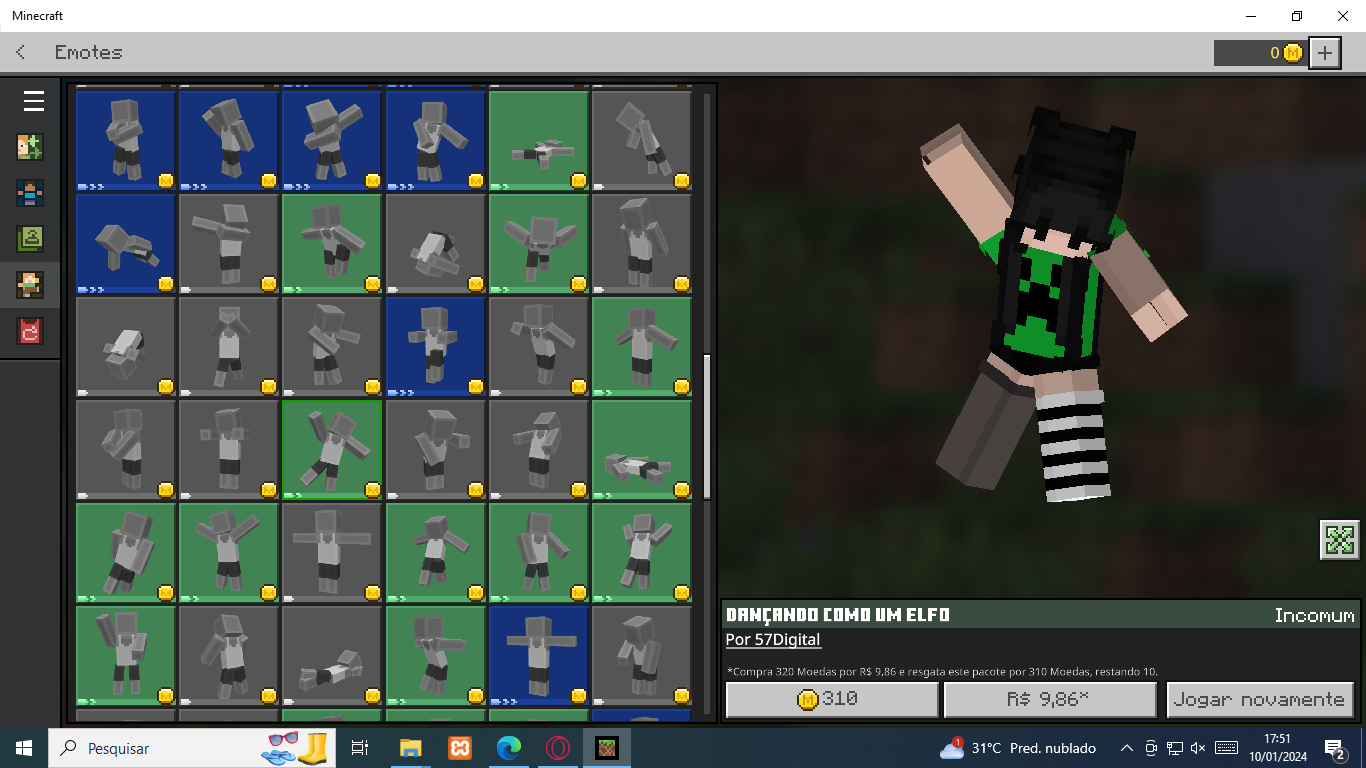 Minecraft
Emotes
0
DANÇANDO COMO UM ELFO
Incomum
Por 57Digital
*Compra 320 Moedas por R$ 9,86 e resgata este pacote por 310 Moedas, restando 10.
310
R$ 9,86*
Jogar novamente
Pesquisar
1
31°C Pred. nublado
17:51
10/01/2024
2